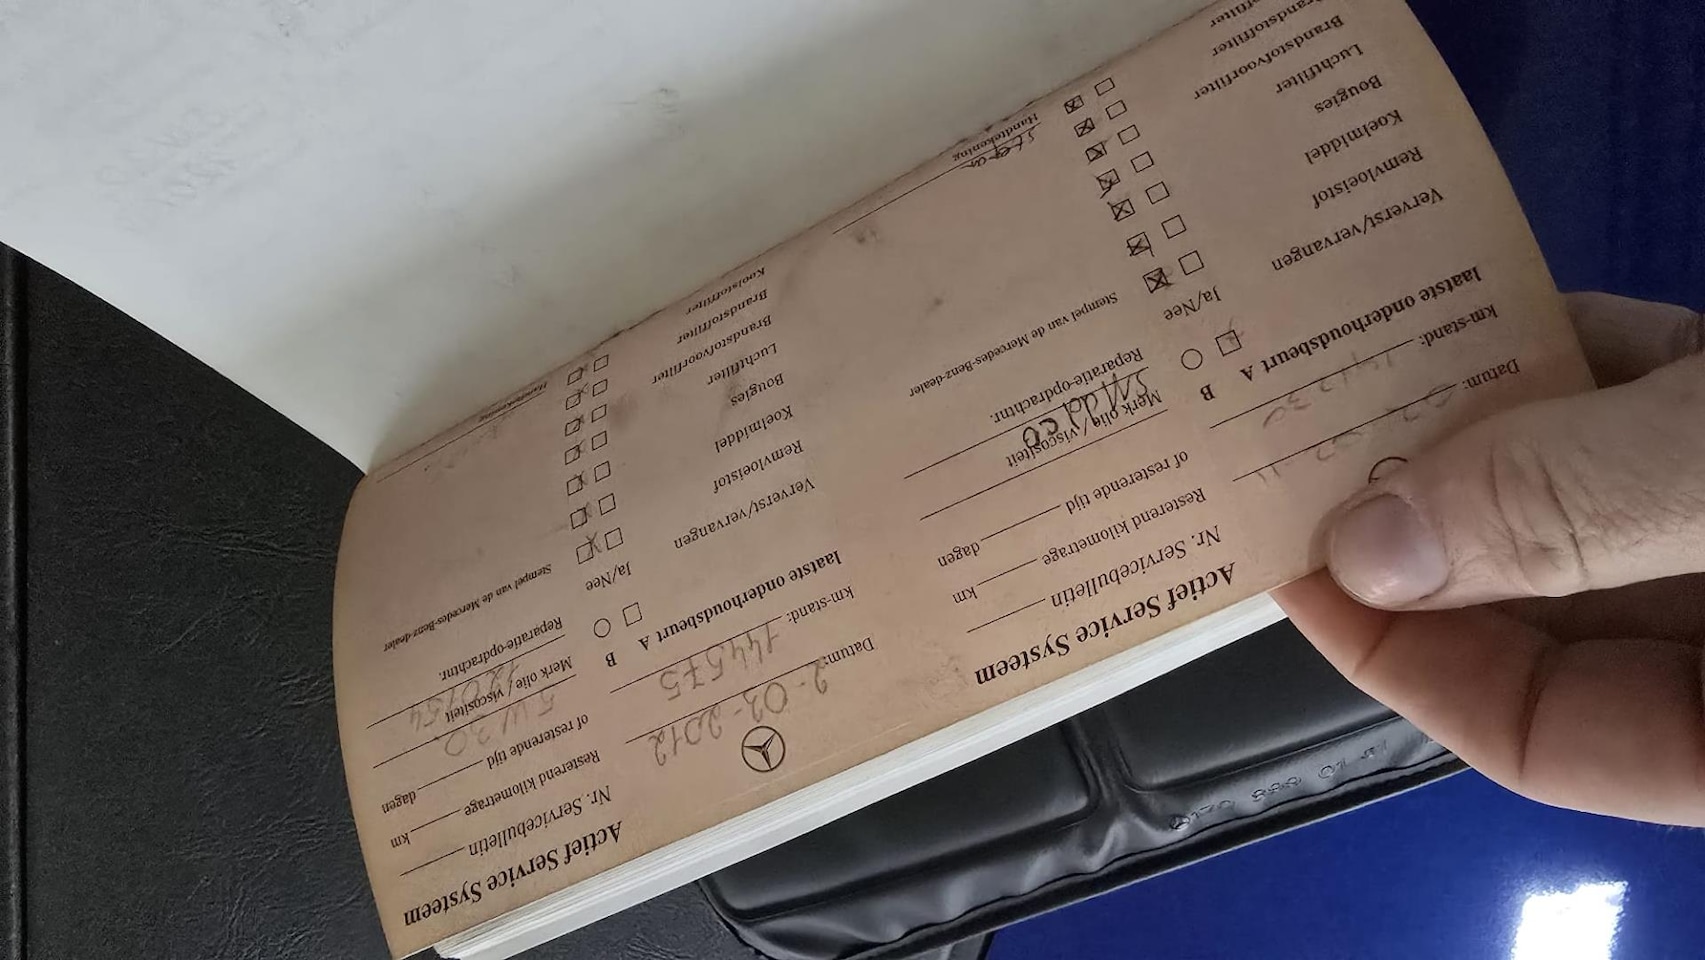 Actief Service Systeem
Nr. Servicebulletin
Resterend kilometrage km
of resterende tijd dagen
Merk olie / viscositeit
5W30
Reparatie-opdrachtnr.
Stempel van de Mercedes-Benz-dealer
Handtekening
Datum: 2-03-2012
km-stand: 144575
laatste onderhoudsbeurt A B
Ja/Nee
Ververst/vervangen
Remvloeistof
Koelmiddel
Bougies
Luchtfilter
Brandstofvoorfilter
Brandstoffilter
Koolstoffilter
Actief Service Systeem
Nr. Servicebulletin
Resterend kilometrage km
of resterende tijd dagen
Merk olie / viscositeit
Reparatie-opdrachtnr.
Stempel van de Mercedes-Benz-dealer
Handtekening
Datum:
km-stand:
laatste onderhoudsbeurt A B
Ja/Nee
Ververst/vervangen
Remvloeistof
Koelmiddel
Bougies
Luchtfilter
Brandstofvoorfilter
Brandstoffilter